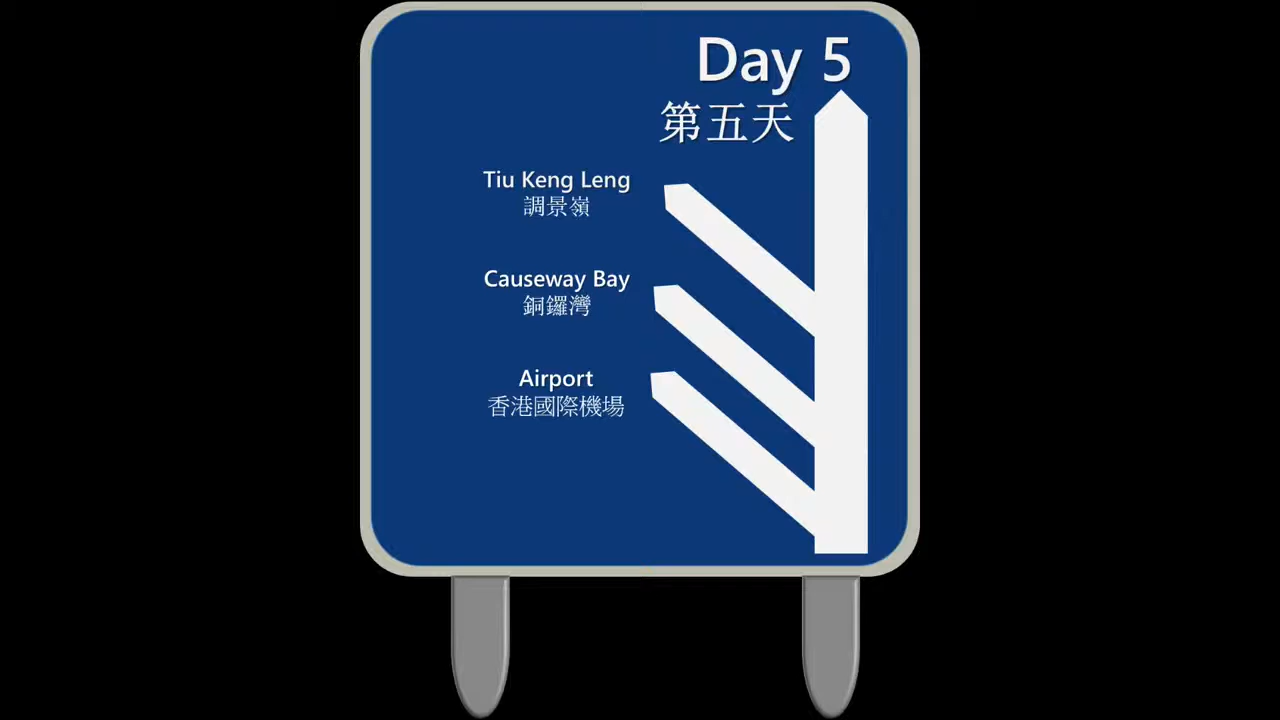 Day 5
第五天
Tiu Keng Leng
調景嶺
Causeway Bay
銅鑼灣
Airport
香港國際機場